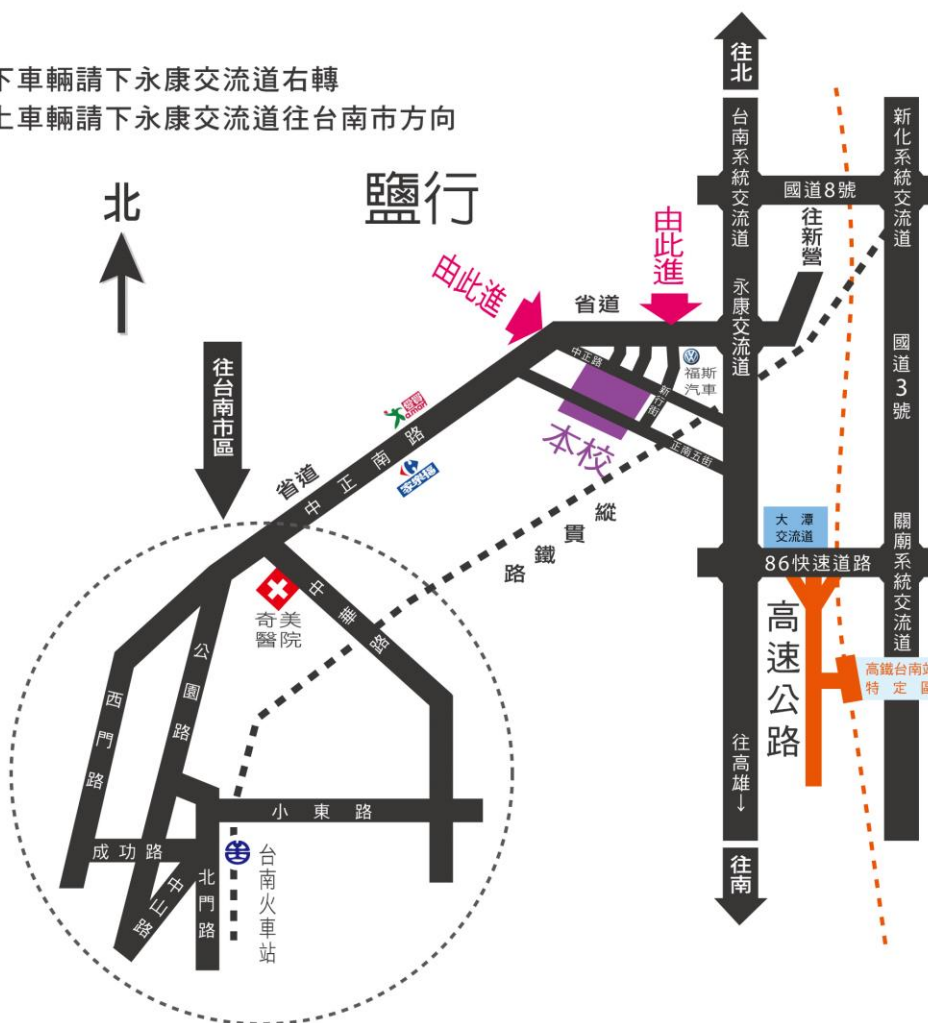 下車輛請下永康交流道右轉
上車輛請下永康交流道往台南市方向
北
鹽行
往北
台南系統交流道
新化系統交流道
國道8號
往新營
由此進
由此進
省道
永康交流道
國道3號
往台南市區
中正路
福斯
汽車
新行街
本校
正南五街
省道
中正南路
家樂福
縱貫鐵路
大潭
交流道
86快速道路
關廟系統交流道
高速公路
高鐵台南站
特定區
奇美
醫院
中華路
公園路
西門路
小東路
成功路
中山路
北門路
台南火車站
往高雄↓
往南